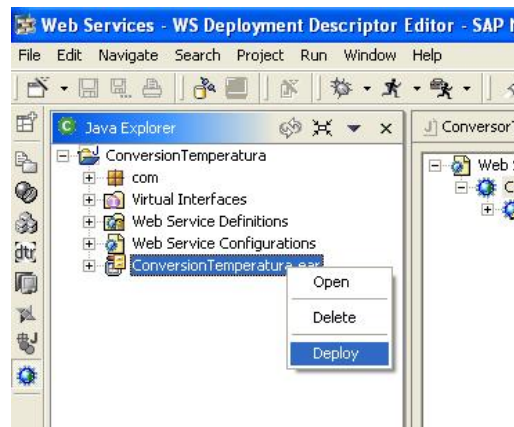 Web Services - WS Deployment Descriptor Editor - SAP
File Edit Navigate Search Project Run Window Help
Java Explorer
Conversor
ConversionTemperatura
Web
com
Virtual Interfaces
Web Service Definitions
Web Service Configurations
ConversionTemperatura.ear
Open
Delete
Deploy
dtr